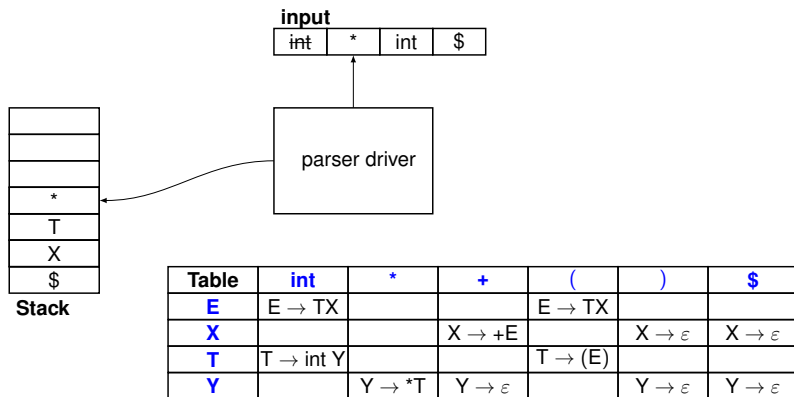 input
int * int $
parser driver
*
T
X
$
Stack
Table int * + ( ) $
E E → TX E → TX
X X → +E X → ε X → ε
T T → int Y T → (E)
Y Y → *T Y → ε Y → ε Y → ε